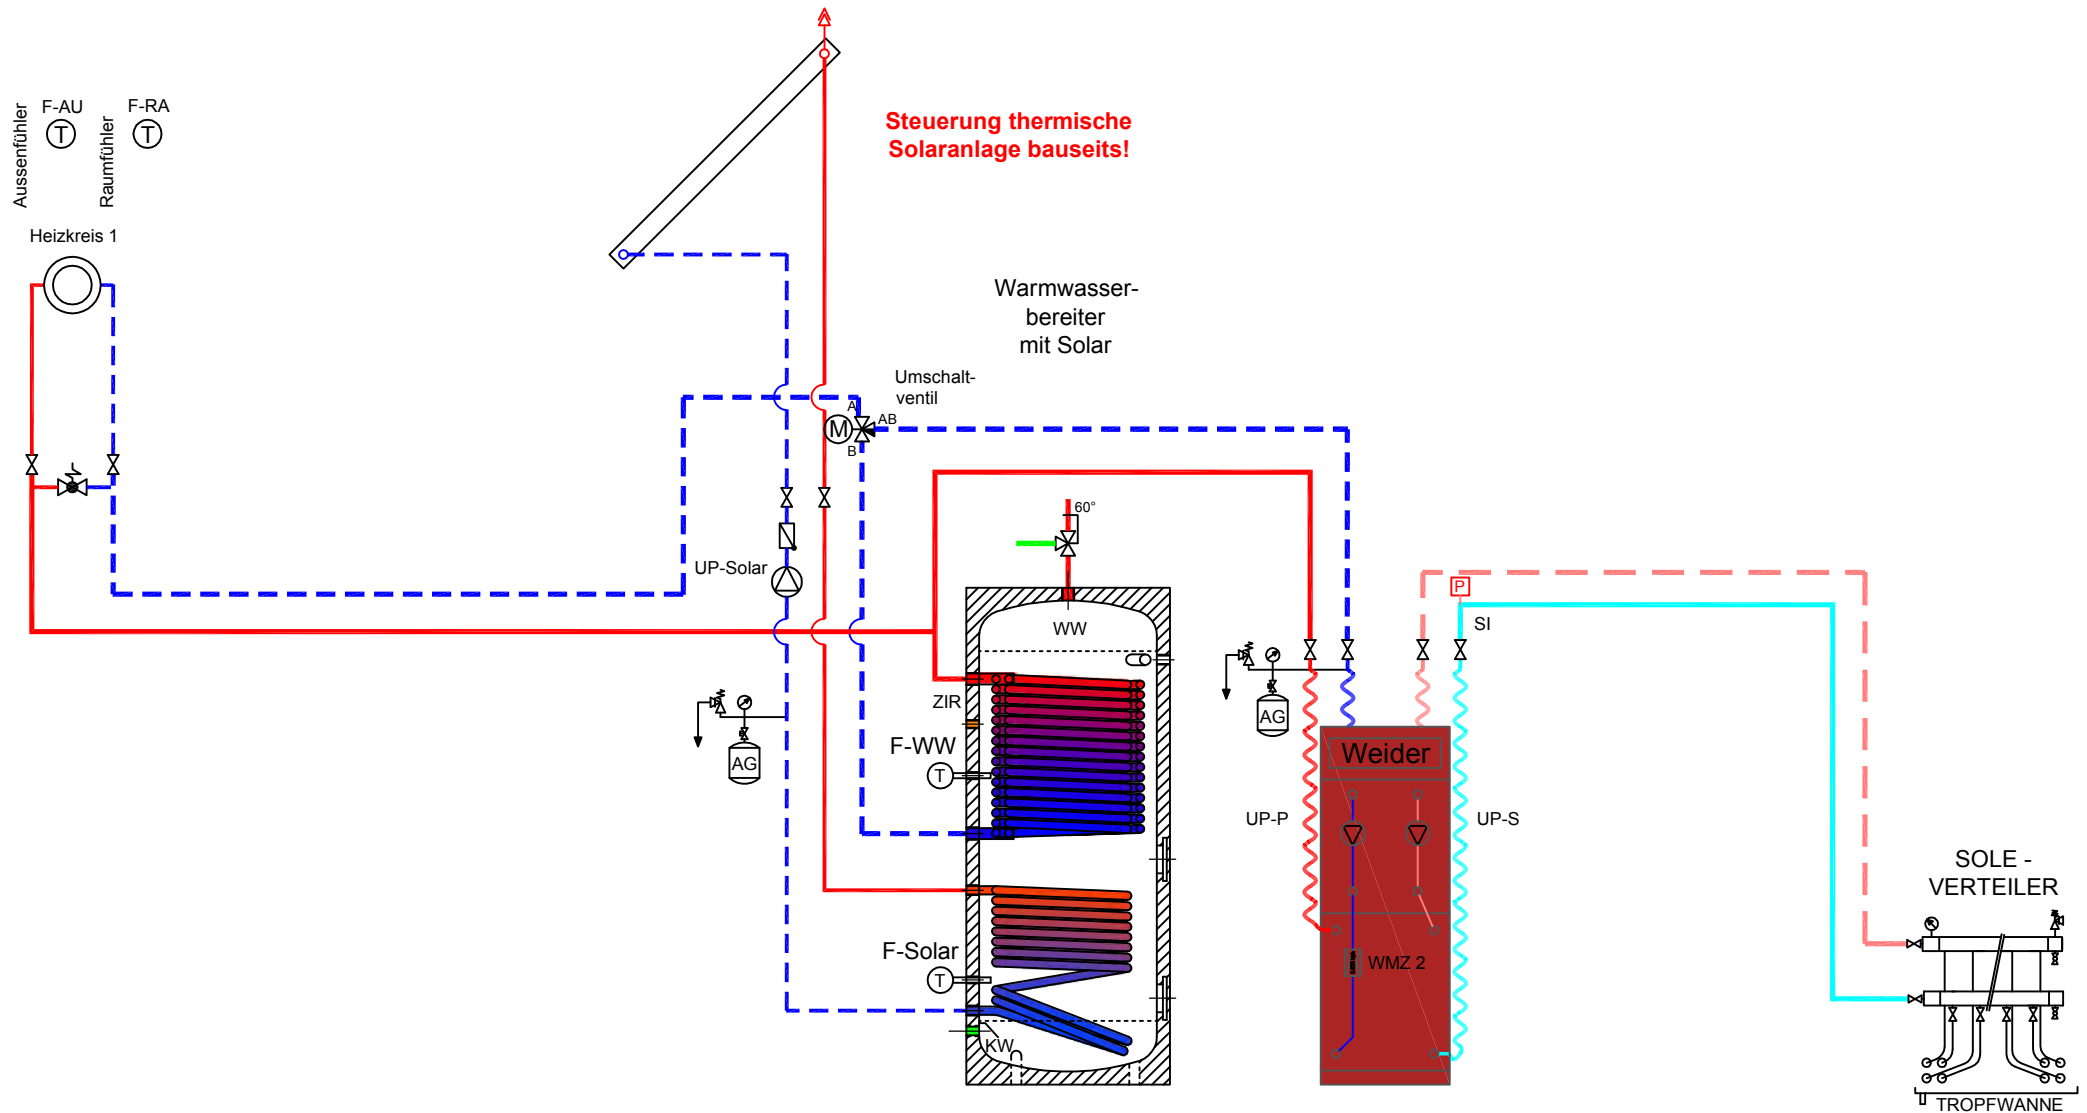 F-AU
F-RA
T
T
Aussenfühler
Raumfühler
Heizkreis 1
Steuerung thermische
Solaranlage bauseits!
Warmwasser-
bereiter
mit Solar
Umschalt-
ventil
A
AB
M
B
60°
UP-Solar
WW
P
SI
ZIR
F-WW
T
AG
AG
Weider
UP-P
UP-S
F-Solar
T
WMZ 2
KW
SOLE -
VERTEILER
TROPFWANNE